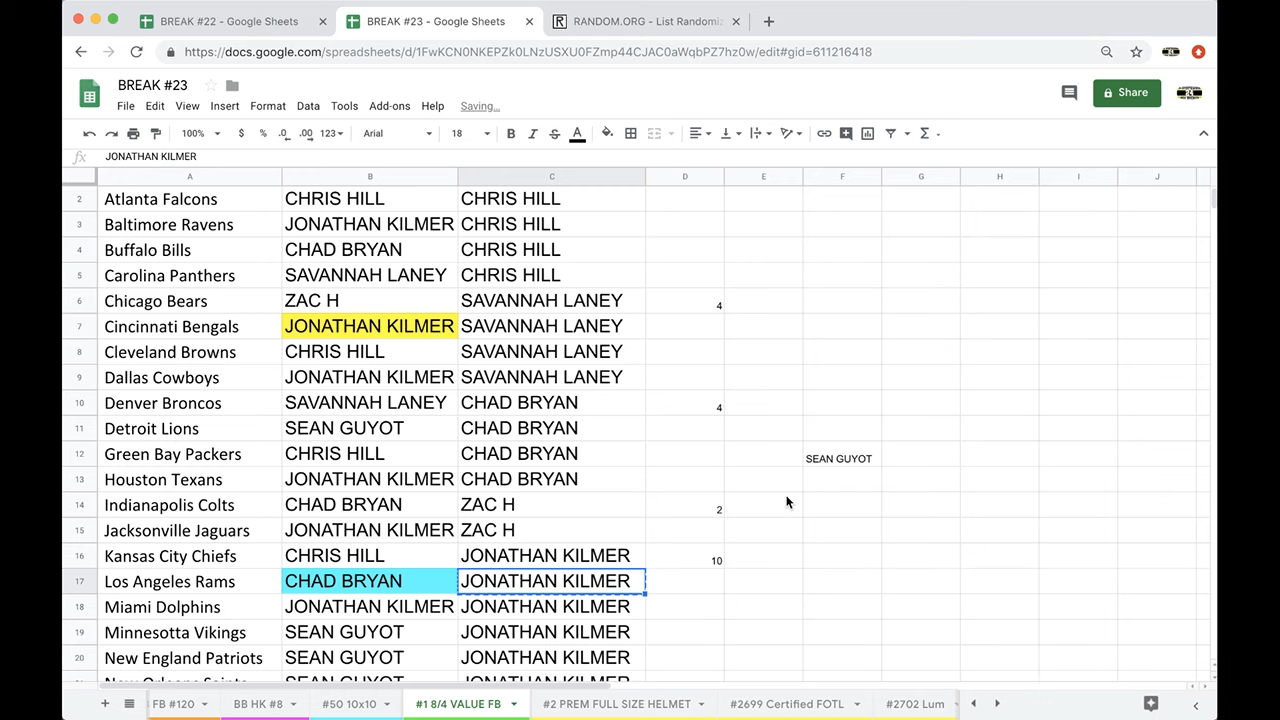 BREAK #22 - Google Sheets
BREAK #23 - Google Sheets
RANDOM.ORG - List Randomiz
https://docs.google.com/spreadsheets/d/1FwKCN0NKEPZk0LNzUSXU0FZmp44CJAC0aWqbPZ7hz0w/edit#gid=611216418
BREAK #23
File Edit View Insert Format Data Tools Add-ons Help Saving...
Share
100% $ % .0 .00 123 Arial 18 B I S A
fx JONATHAN KILMER
A B C D E F G H I J
2 Atlanta Falcons CHRIS HILL CHRIS HILL
3 Baltimore Ravens JONATHAN KILMER CHRIS HILL
4 Buffalo Bills CHAD BRYAN CHRIS HILL
5 Carolina Panthers SAVANNAH LANEY CHRIS HILL
6 Chicago Bears ZAC H SAVANNAH LANEY 4
7 Cincinnati Bengals JONATHAN KILMER SAVANNAH LANEY
8 Cleveland Browns CHRIS HILL SAVANNAH LANEY
9 Dallas Cowboys JONATHAN KILMER SAVANNAH LANEY
10 Denver Broncos SAVANNAH LANEY CHAD BRYAN 4
11 Detroit Lions SEAN GUYOT CHAD BRYAN
12 Green Bay Packers CHRIS HILL CHAD BRYAN SEAN GUYOT
13 Houston Texans JONATHAN KILMER CHAD BRYAN
14 Indianapolis Colts CHAD BRYAN ZAC H 2
15 Jacksonville Jaguars JONATHAN KILMER ZAC H
16 Kansas City Chiefs CHRIS HILL JONATHAN KILMER 10
17 Los Angeles Rams CHAD BRYAN JONATHAN KILMER
18 Miami Dolphins JONATHAN KILMER JONATHAN KILMER
19 Minnesotta Vikings SEAN GUYOT JONATHAN KILMER
20 New England Patriots SEAN GUYOT JONATHAN KILMER
New Orleans Saints SEAN GUYOT JONATHAN KILMER
FB #120 BB HK #8 #50 10x10 #1 8/4 VALUE FB #2 PREM FULL SIZE HELMET #2699 Certified FOTL #2702 Lum